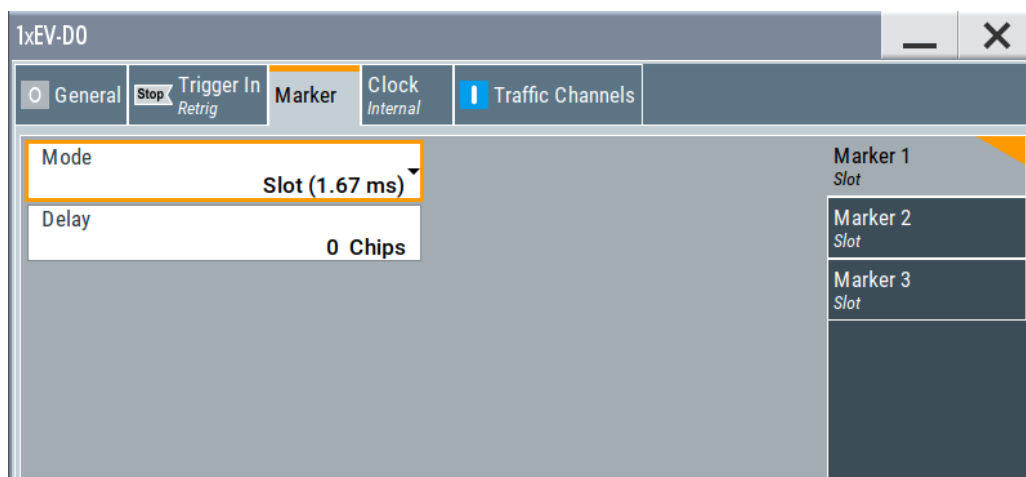 1xEV-DO
O General
Stop Trigger In
Retrig
Marker
Clock
Internal
I Traffic Channels
Mode
Slot (1.67 ms)
Delay
0 Chips
Marker 1
Slot
Marker 2
Slot
Marker 3
Slot